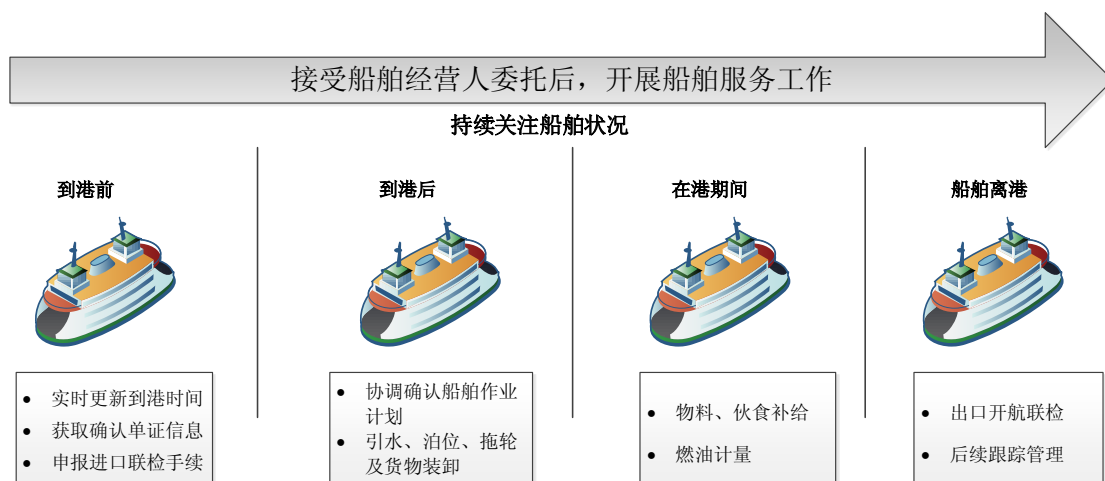 接受船舶经营人委托后，开展船舶服务工作
持续关注船舶状况
到港前
到港后
在港期间
船舶离港
• 实时更新到港时间
• 获取确认单证信息
• 申报进口联检手续
• 协调确认船舶作业
计划
• 引水、泊位、拖轮
及货物装卸
• 物料、伙食补给
• 燃油计量
• 出口开航联检
• 后续跟踪管理